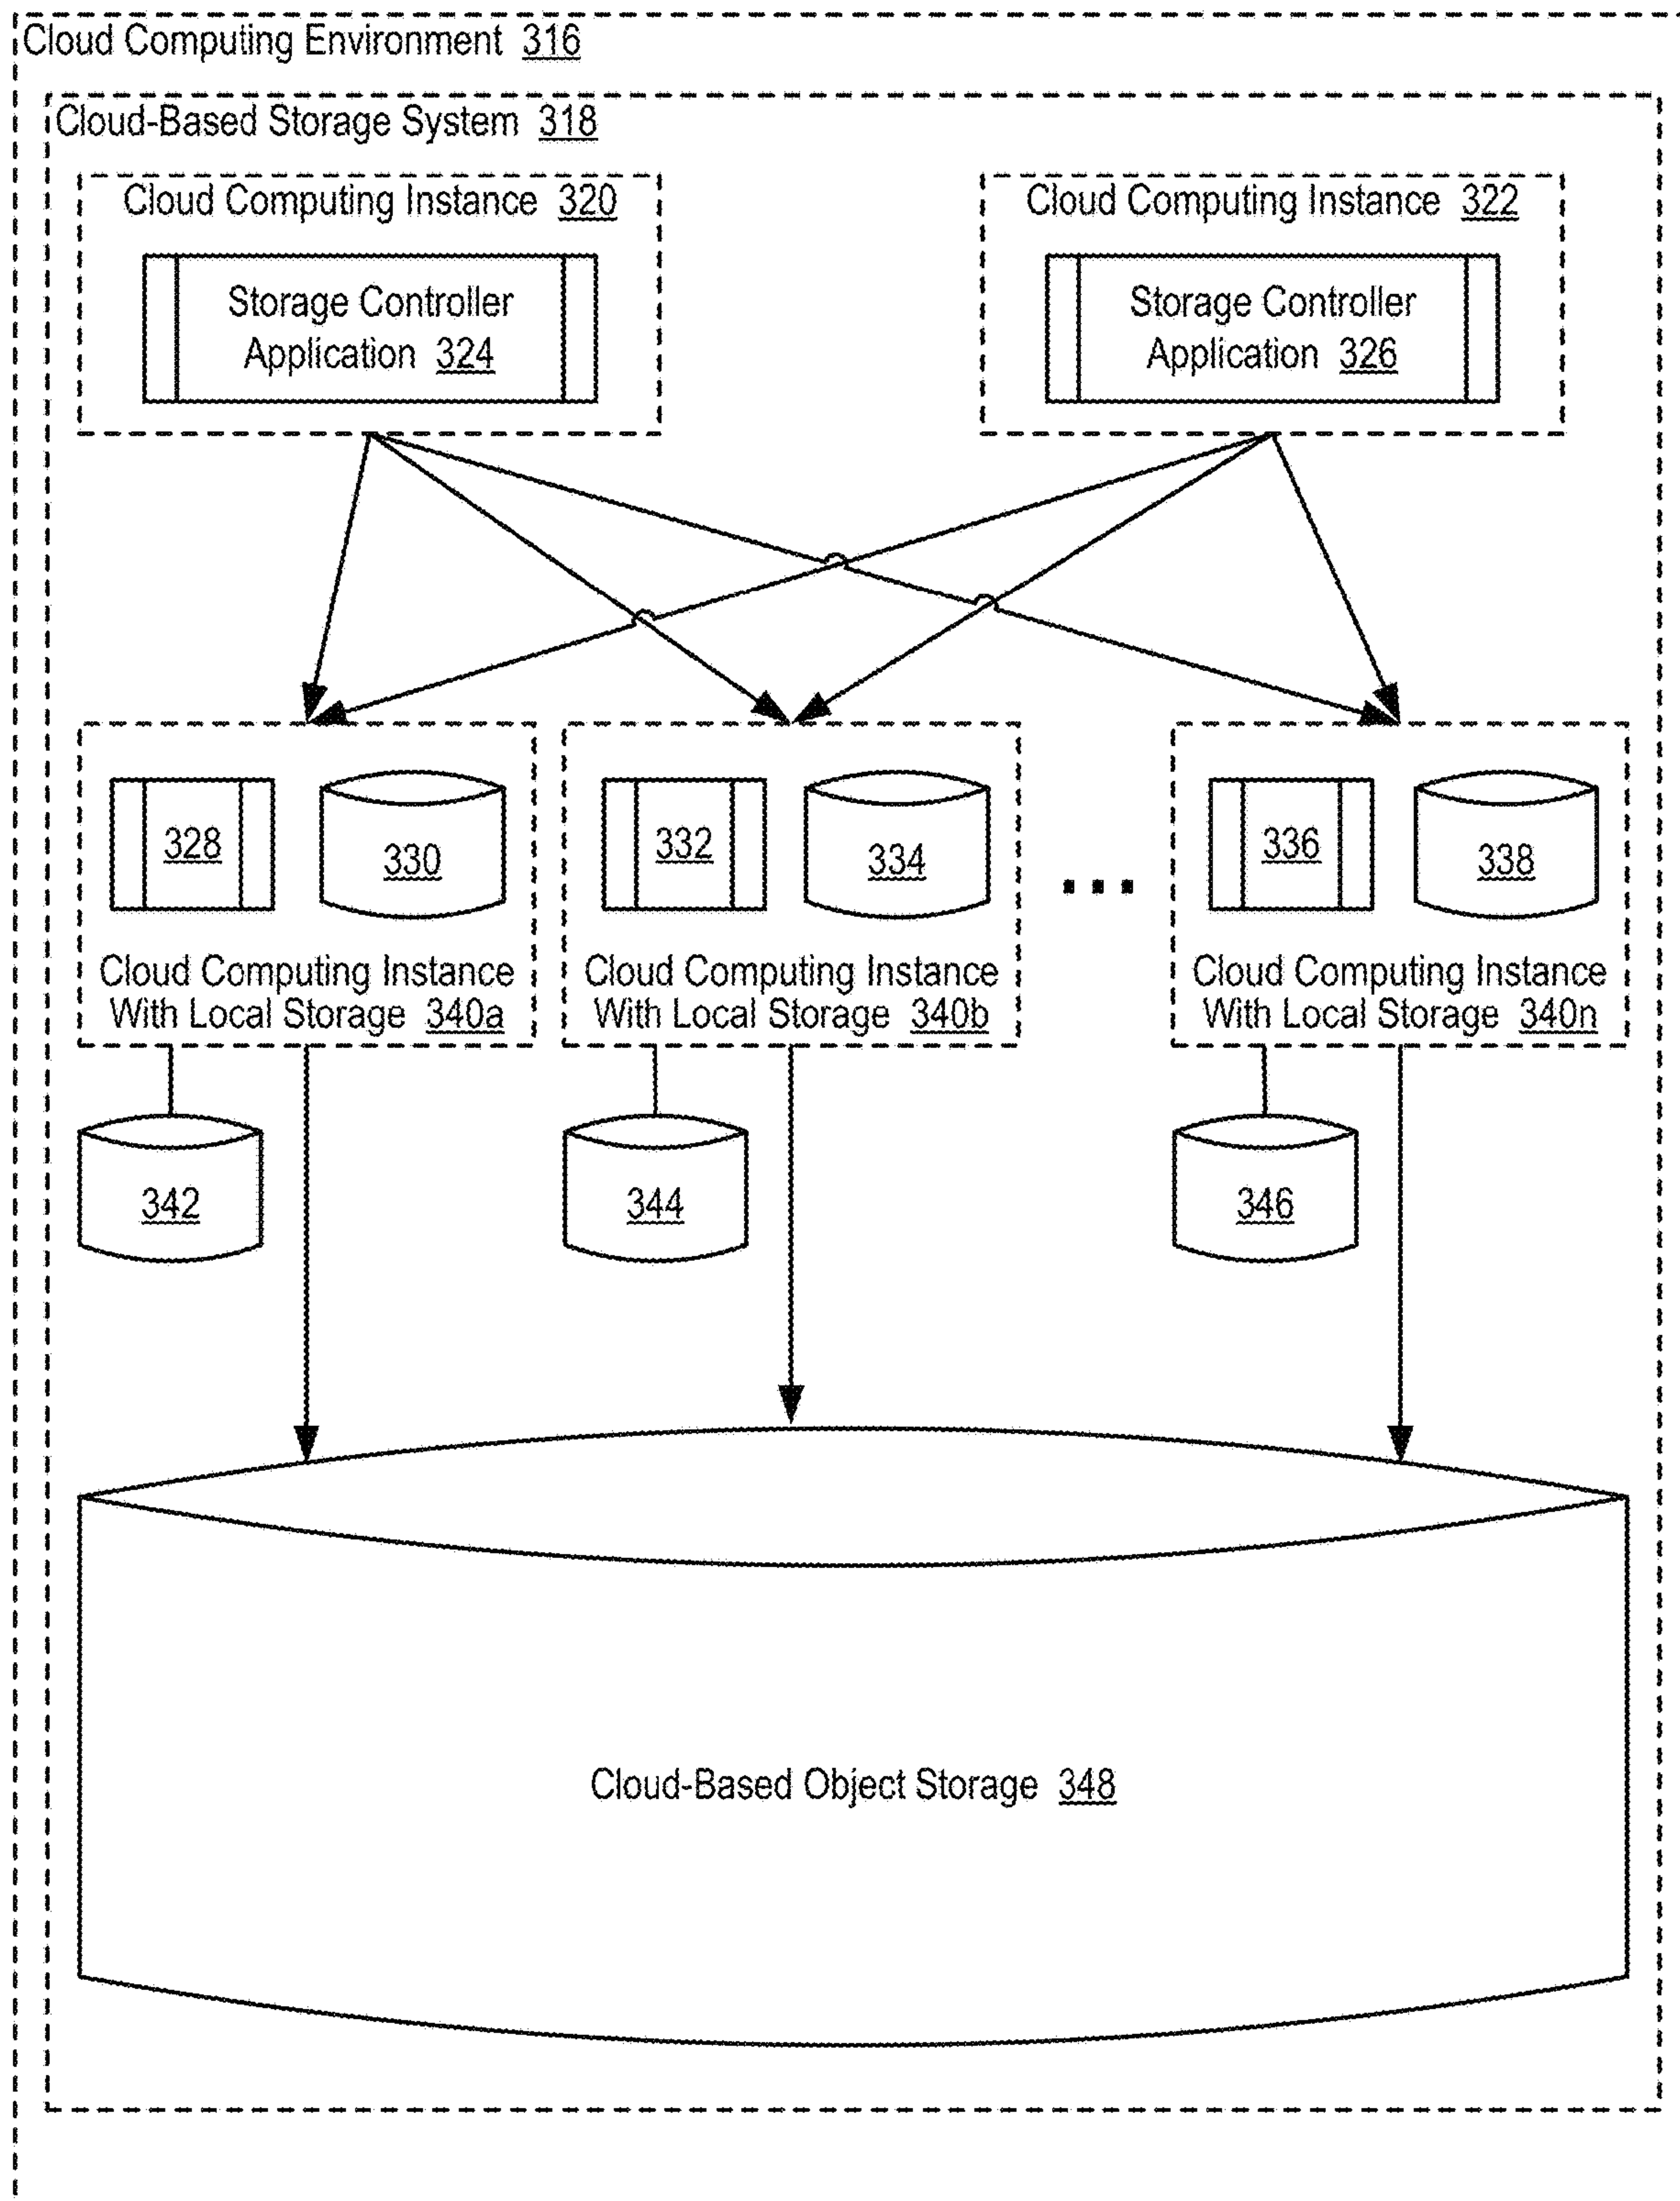 Cloud Computing Environment 316
Cloud-Based Storage System 318
Cloud Computing Instance 320
Storage Controller
Application 324
Cloud Computing Instance 322
Storage Controller
Application 326
328
330
Cloud Computing Instance
With Local Storage 340a
332
334
Cloud Computing Instance
With Local Storage 340b
...
336
338
Cloud Computing Instance
With Local Storage 340n
342
344
346
Cloud-Based Object Storage 348